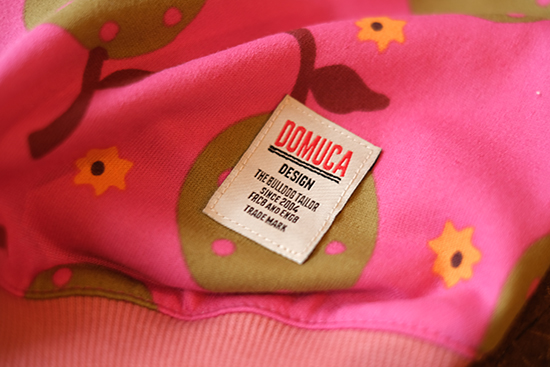 DOMUCA
DESIGN
THE BULLDOG TAILOR
SINCE 2004
FRCB AND ENGB
TRADE MARK